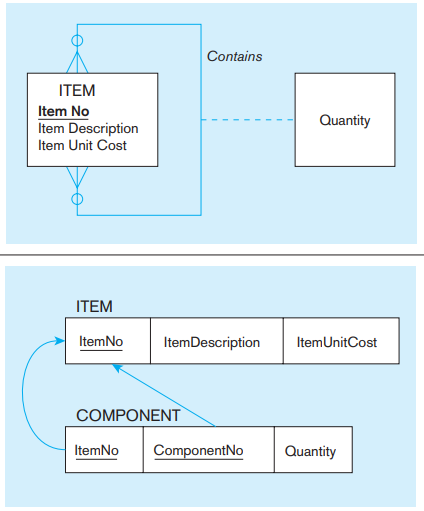 Contains
ITEM
Item No
Item Description
Item Unit Cost
Quantity
ITEM
ItemNo
ItemDescription
ItemUnitCost
COMPONENT
ItemNo
ComponentNo
Quantity